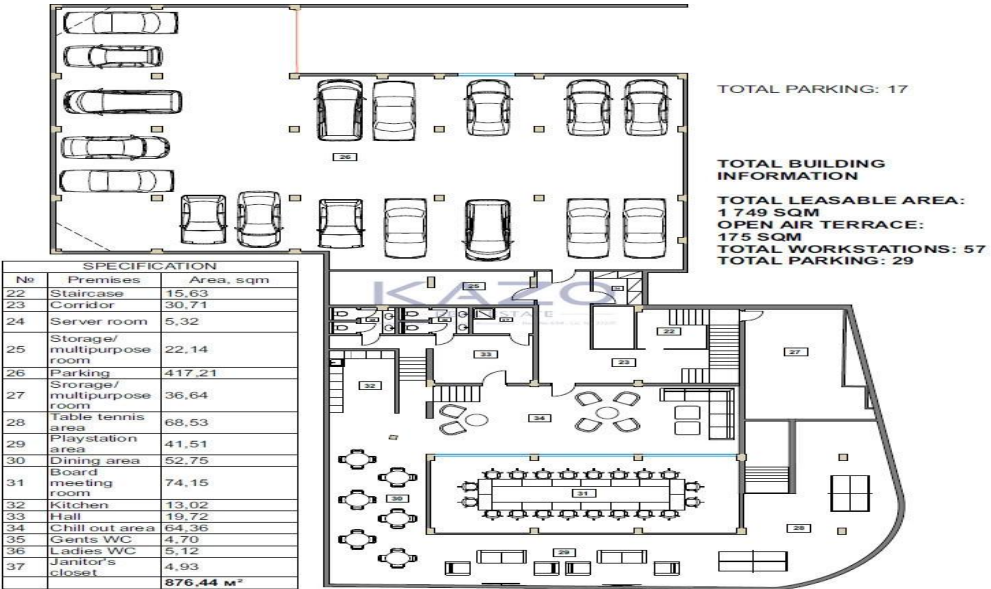 TOTAL PARKING: 17
TOTAL BUILDING
INFORMATION
TOTAL LEASABLE AREA:
1 749 SQM
OPEN AIR TERRACE:
175 SQM
TOTAL WORKSTATIONS: 57
TOTAL PARKING: 29
SPECIFICATION
№ Premises Area, sqm
22 Staircase 15,63
23 Corridor 30,71
24 Server room 5,32
25 Storage/
multipurpose
room 22,14
26 Parking 417,21
27 Srorage/
multipurpose
room 36,64
28 Table tennis
area 68,53
29 Playstation
area 41,51
30 Dining area 52,75
31 Board
meeting
room 74,15
32 Kitchen 13,02
33 Hall 19,72
34 Chill out area 64,36
35 Gents WC 4,70
36 Ladies WC 5,12
37 Janitor's
closet 4,93
876,44 м²
26
25
KAZO
REAL ESTATE
22
27
33
23
32
34
31
30
28
29